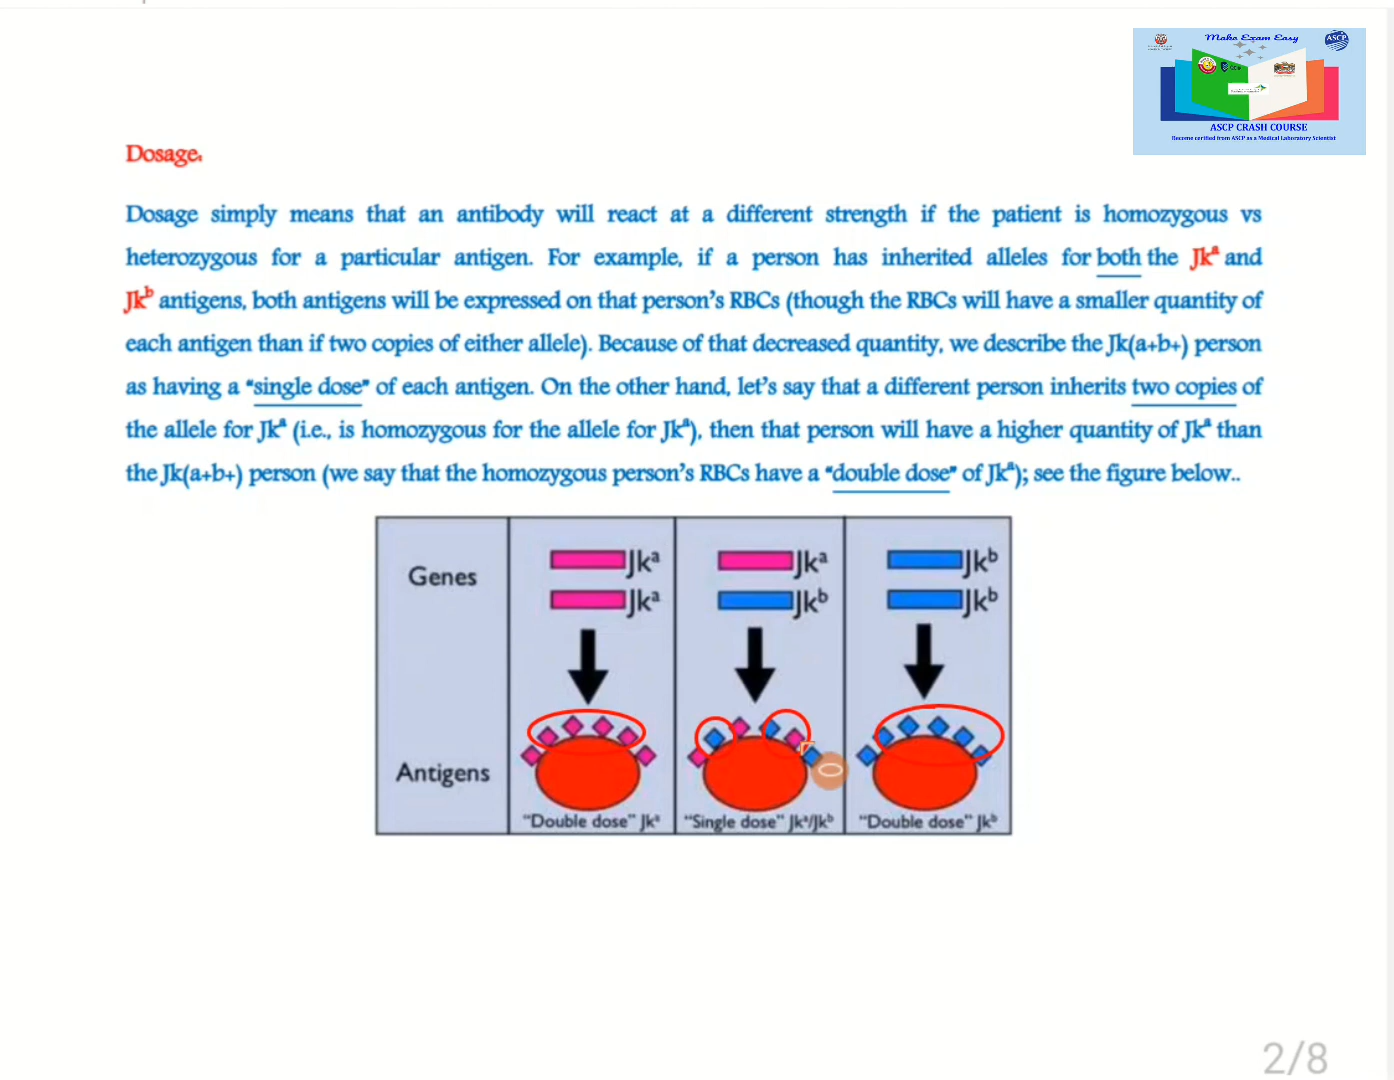 Make Exam Easy
ASCP
ASCP CRASH COURSE
Become cerified from ASCP as a Medical Laboratory Scientist
Dosage:
Dosage simply means that an antibody will react at a different strength if the patient is homozygous vs
heterozygous for a particular antigen. For example, if a person has inherited alleles for both the Jkᵃ and
Jkᵇ antigens, both antigens will be expressed on that person's RBCs (though the RBCs will have a smaller quantity of
each antigen than if two copies of either allele). Because of that decreased quantity, we describe the Jk(a+b+) person
as having a "single dose" of each antigen. On the other hand, let's say that a different person inherits two copies of
the allele for Jkᵃ (i.e., is homozygous for the allele for Jkᵃ), then that person will have a higher quantity of Jkᵃ than
the Jk(a+b+) person (we say that the homozygous person's RBCs have a "double dose" of Jkᵃ); see the figure below..
Genes
Jkᵃ Jkᵃ Jkᵇ
Jkᵃ Jkᵇ Jkᵇ
Antigens
"Double dose" Jkᵃ "Single dose" Jkᵃ/Jkᵇ "Double dose" Jkᵇ
2/8